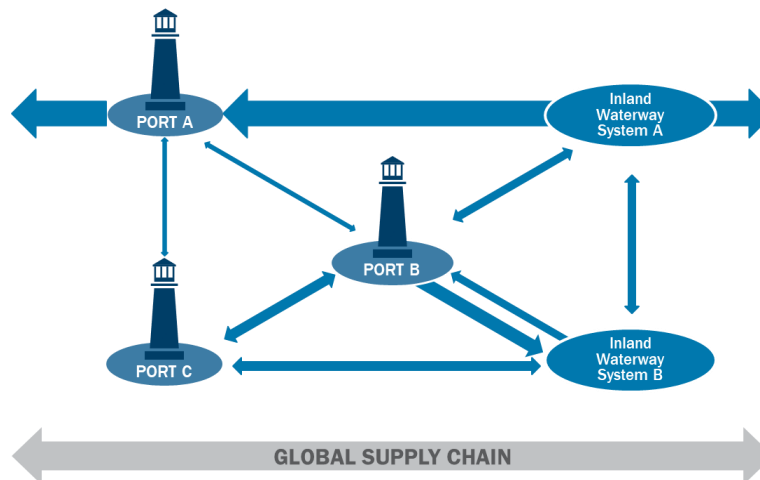 PORT A
Inland
Waterway
System A
PORT B
PORT C
Inland
Waterway
System B
GLOBAL SUPPLY CHAIN